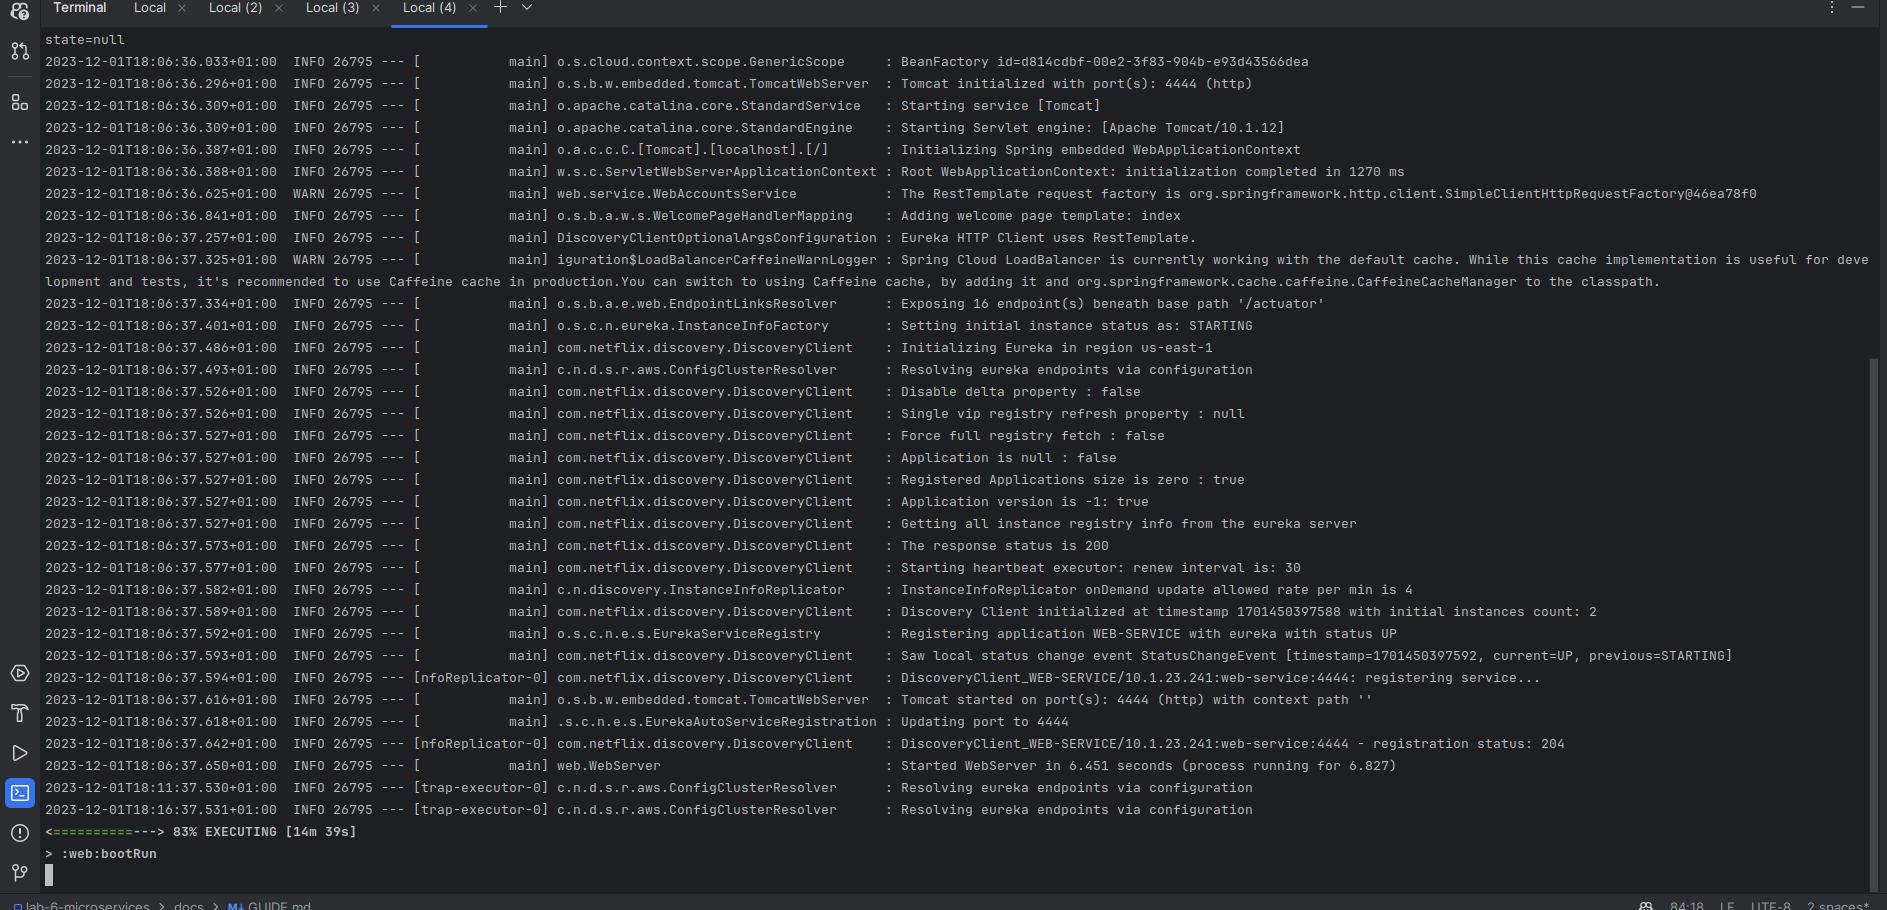 Terminal Local Local (2) Local (3) Local (4)
state=null
2023-12-01T18:06:36.033+01:00  INFO 26795 --- [           main] o.s.cloud.context.scope.GenericScope     : BeanFactory id=d814cdbf-00e2-3f83-904b-e93d43566dea
2023-12-01T18:06:36.296+01:00  INFO 26795 --- [           main] o.s.b.w.embedded.tomcat.TomcatWebServer  : Tomcat initialized with port(s): 4444 (http)
2023-12-01T18:06:36.309+01:00  INFO 26795 --- [           main] o.apache.catalina.core.StandardService   : Starting service [Tomcat]
2023-12-01T18:06:36.309+01:00  INFO 26795 --- [           main] o.apache.catalina.core.StandardEngine    : Starting Servlet engine: [Apache Tomcat/10.1.12]
2023-12-01T18:06:36.387+01:00  INFO 26795 --- [           main] o.a.c.c.C.[Tomcat].[localhost].[/]       : Initializing Spring embedded WebApplicationContext
2023-12-01T18:06:36.388+01:00  INFO 26795 --- [           main] w.s.c.ServletWebServerApplicationContext : Root WebApplicationContext: initialization completed in 1270 ms
2023-12-01T18:06:36.625+01:00  WARN 26795 --- [           main] web.service.WebAccountsService           : The RestTemplate request factory is org.springframework.http.client.SimpleClientHttpRequestFactory@46ea78f0
2023-12-01T18:06:36.841+01:00  INFO 26795 --- [           main] o.s.b.a.w.s.WelcomePageHandlerMapping    : Adding welcome page template: index
2023-12-01T18:06:37.257+01:00  INFO 26795 --- [           main] DiscoveryClientOptionalArgsConfiguration : Eureka HTTP Client uses RestTemplate.
2023-12-01T18:06:37.325+01:00  WARN 26795 --- [           main] iguration$LoadBalancerCaffeineWarnLogger : Spring Cloud LoadBalancer is currently working with the default cache. While this cache implementation is useful for deve
lopment and tests, it's recommended to use Caffeine cache in production.You can switch to using Caffeine cache, by adding it and org.springframework.cache.caffeine.CaffeineCacheManager to the classpath.
2023-12-01T18:06:37.334+01:00  INFO 26795 --- [           main] o.s.b.a.e.web.EndpointLinksResolver      : Exposing 16 endpoint(s) beneath base path '/actuator'
2023-12-01T18:06:37.401+01:00  INFO 26795 --- [           main] o.s.c.n.eureka.InstanceInfoFactory       : Setting initial instance status as: STARTING
2023-12-01T18:06:37.486+01:00  INFO 26795 --- [           main] com.netflix.discovery.DiscoveryClient    : Initializing Eureka in region us-east-1
2023-12-01T18:06:37.493+01:00  INFO 26795 --- [           main] c.n.d.s.r.aws.ConfigClusterResolver      : Resolving eureka endpoints via configuration
2023-12-01T18:06:37.526+01:00  INFO 26795 --- [           main] com.netflix.discovery.DiscoveryClient    : Disable delta property : false
2023-12-01T18:06:37.526+01:00  INFO 26795 --- [           main] com.netflix.discovery.DiscoveryClient    : Single vip registry refresh property : null
2023-12-01T18:06:37.527+01:00  INFO 26795 --- [           main] com.netflix.discovery.DiscoveryClient    : Force full registry fetch : false
2023-12-01T18:06:37.527+01:00  INFO 26795 --- [           main] com.netflix.discovery.DiscoveryClient    : Application is null : false
2023-12-01T18:06:37.527+01:00  INFO 26795 --- [           main] com.netflix.discovery.DiscoveryClient    : Registered Applications size is zero : true
2023-12-01T18:06:37.527+01:00  INFO 26795 --- [           main] com.netflix.discovery.DiscoveryClient    : Application version is -1: true
2023-12-01T18:06:37.527+01:00  INFO 26795 --- [           main] com.netflix.discovery.DiscoveryClient    : Getting all instance registry info from the eureka server
2023-12-01T18:06:37.573+01:00  INFO 26795 --- [           main] com.netflix.discovery.DiscoveryClient    : The response status is 200
2023-12-01T18:06:37.577+01:00  INFO 26795 --- [           main] com.netflix.discovery.DiscoveryClient    : Starting heartbeat executor: renew interval is: 30
2023-12-01T18:06:37.582+01:00  INFO 26795 --- [           main] c.n.discovery.InstanceInfoReplicator     : InstanceInfoReplicator onDemand update allowed rate per min is 4
2023-12-01T18:06:37.589+01:00  INFO 26795 --- [           main] com.netflix.discovery.DiscoveryClient    : Discovery Client initialized at timestamp 1701450397588 with initial instances count: 2
2023-12-01T18:06:37.592+01:00  INFO 26795 --- [           main] o.s.c.n.e.s.EurekaServiceRegistry        : Registering application WEB-SERVICE with eureka with status UP
2023-12-01T18:06:37.593+01:00  INFO 26795 --- [           main] com.netflix.discovery.DiscoveryClient    : Saw local status change event StatusChangeEvent [timestamp=1701450397592, current=UP, previous=STARTING]
2023-12-01T18:06:37.594+01:00  INFO 26795 --- [nfoReplicator-0] com.netflix.discovery.DiscoveryClient    : DiscoveryClient_WEB-SERVICE/10.1.23.241:web-service:4444: registering service...
2023-12-01T18:06:37.616+01:00  INFO 26795 --- [           main] o.s.b.w.embedded.tomcat.TomcatWebServer  : Tomcat started on port(s): 4444 (http) with context path ''
2023-12-01T18:06:37.618+01:00  INFO 26795 --- [           main] .s.c.n.e.s.EurekaAutoServiceRegistration : Updating port to 4444
2023-12-01T18:06:37.642+01:00  INFO 26795 --- [nfoReplicator-0] com.netflix.discovery.DiscoveryClient    : DiscoveryClient_WEB-SERVICE/10.1.23.241:web-service:4444 - registration status: 204
2023-12-01T18:06:37.650+01:00  INFO 26795 --- [           main] web.WebServer                            : Started WebServer in 6.451 seconds (process running for 6.827)
2023-12-01T18:11:37.530+01:00  INFO 26795 --- [trap-executor-0] c.n.d.s.r.aws.ConfigClusterResolver      : Resolving eureka endpoints via configuration
2023-12-01T18:16:37.531+01:00  INFO 26795 --- [trap-executor-0] c.n.d.s.r.aws.ConfigClusterResolver      : Resolving eureka endpoints via configuration
<==========---> 83% EXECUTING [14m 39s]
> :web:bootRun
lab-6-microservices > docs > M↓ GUIDE.md 84:18 LF UTF-8 2 spaces*